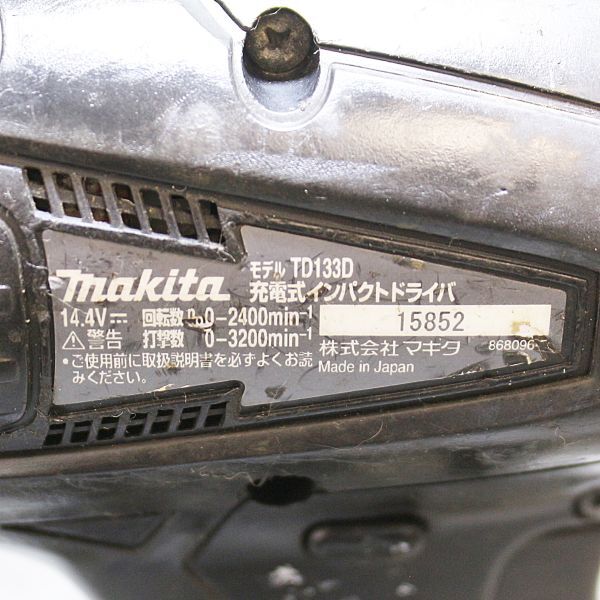 makita
モデル TD133D
充電式インパクトドライバ
14.4V 回転数 n₀0-2400min⁻¹
15852
⚠警告 打撃数 0-3200min⁻¹
株式会社 マキタ 868096
•ご使用前に取扱説明書を必ずよくお読
みください。
Made in Japan